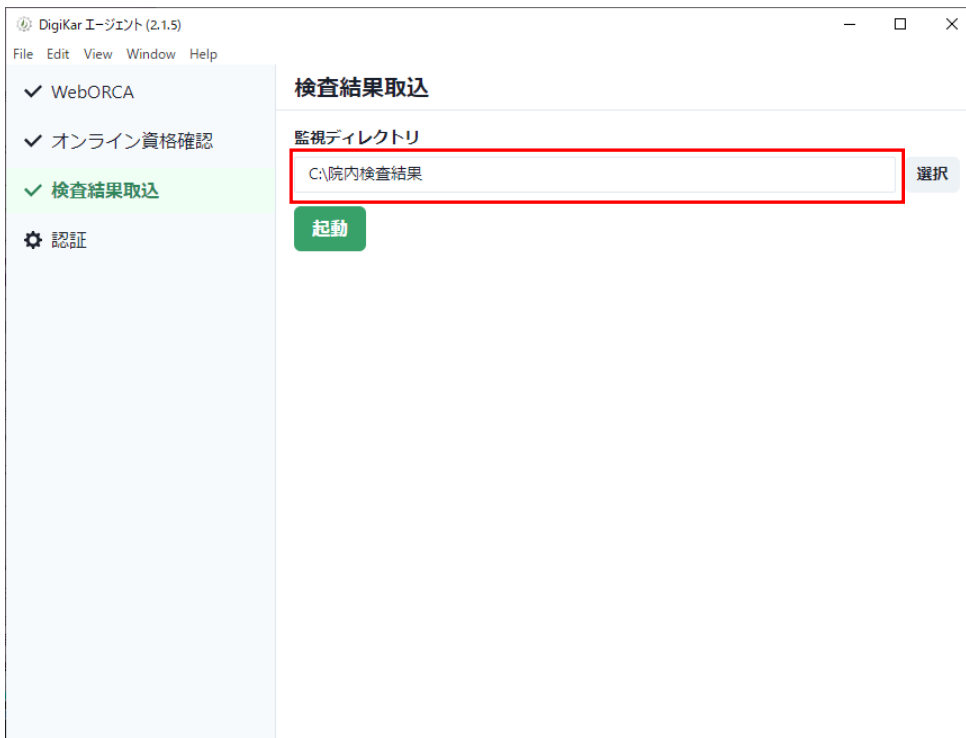 DigiKar エージェント (2.1.5)
File Edit View Window Help
WebORCA
オンライン資格確認
検査結果取込
認証
検査結果取込
監視ディレクトリ
C:\院内検査結果
選択
起動